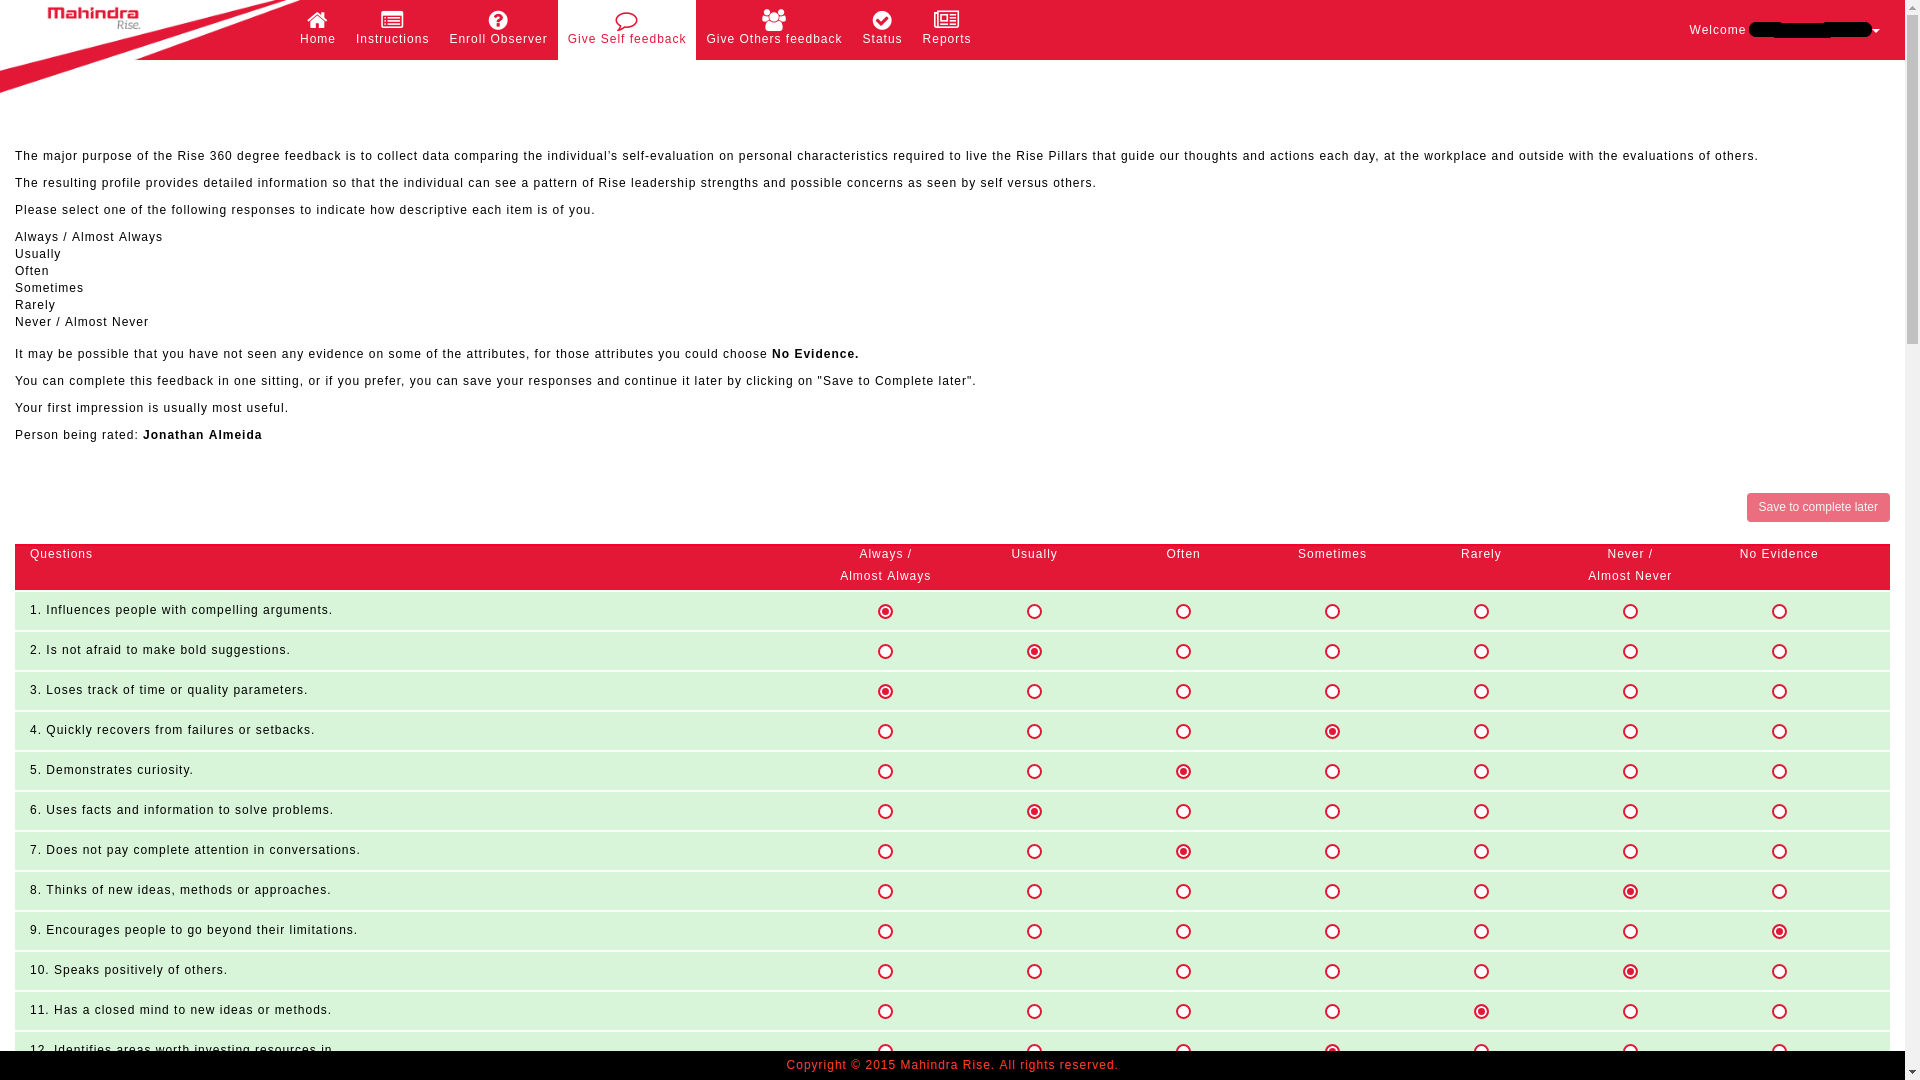 Mahindra
Rise.
Home
Instructions
Enroll Observer
Give Self feedback
Give Others feedback
Status
Reports
Welcome
The major purpose of the Rise 360 degree feedback is to collect data comparing the individual's self-evaluation on personal characteristics required to live the Rise Pillars that guide our thoughts and actions each day, at the workplace and outside with the evaluations of others.
The resulting profile provides detailed information so that the individual can see a pattern of Rise leadership strengths and possible concerns as seen by self versus others.
Please select one of the following responses to indicate how descriptive each item is of you.
Always / Almost Always
Usually
Often
Sometimes
Rarely
Never / Almost Never
It may be possible that you have not seen any evidence on some of the attributes, for those attributes you could choose No Evidence.
You can complete this feedback in one sitting, or if you prefer, you can save your responses and continue it later by clicking on "Save to Complete later".
Your first impression is usually most useful.
Person being rated: Jonathan Almeida
Save to complete later
Questions
Always /
Almost Always
Usually
Often
Sometimes
Rarely
Never /
Almost Never
No Evidence
1. Influences people with compelling arguments.
2. Is not afraid to make bold suggestions.
3. Loses track of time or quality parameters.
4. Quickly recovers from failures or setbacks.
5. Demonstrates curiosity.
6. Uses facts and information to solve problems.
7. Does not pay complete attention in conversations.
8. Thinks of new ideas, methods or approaches.
9. Encourages people to go beyond their limitations.
10. Speaks positively of others.
11. Has a closed mind to new ideas or methods.
12. Identifies areas worth investing resources in
Copyright © 2015 Mahindra Rise. All rights reserved.